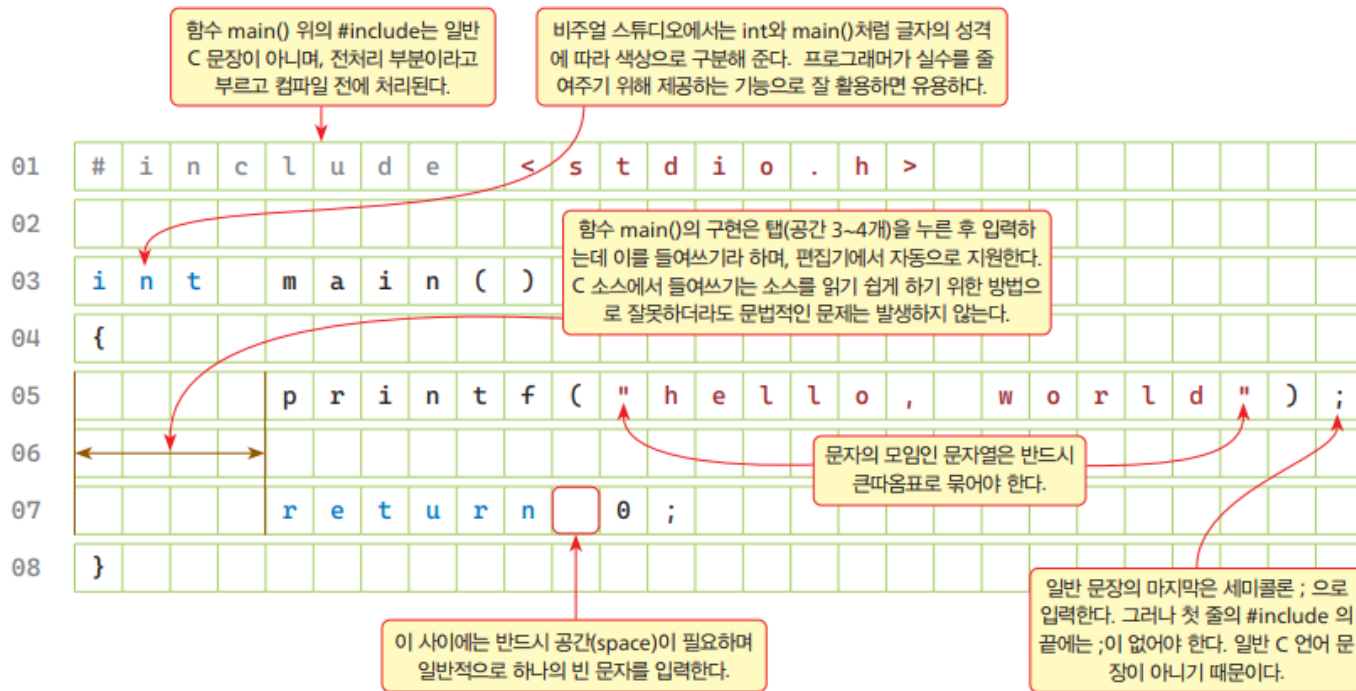 함수 main() 위의 #include는 일반
C 문장이 아니며, 전처리 부분이라고
부르고 컴파일 전에 처리된다.
비주얼 스튜디오에서는 int와 main()처럼 글자의 성격
에 따라 색상으로 구분해 준다. 프로그래머가 실수를 줄
여주기 위해 제공하는 기능으로 잘 활용하면 유용하다.
01 #include <stdio.h>
02
함수 main()의 구현은 탭(공간 3~4개)을 누른 후 입력하
는데 이를 들여쓰기라 하며, 편집기에서 자동으로 지원한다.
C 소스에서 들여쓰기는 소스를 읽기 쉽게 하기 위한 방법으
로 잘못하더라도 문법적인 문제는 발생하지 않는다.
03 int main()
04 {
05 printf("hello, world");
06
문자의 모임인 문자열은 반드시
큰따옴표로 묶어야 한다.
07 return 0;
08 }
일반 문장의 마지막은 세미콜론 ; 으로
입력한다. 그러나 첫 줄의 #include 의
끝에는 ;이 없어야 한다. 일반 C 언어 문
장이 아니기 때문이다.
이 사이에는 반드시 공간(space)이 필요하며
일반적으로 하나의 빈 문자를 입력한다.